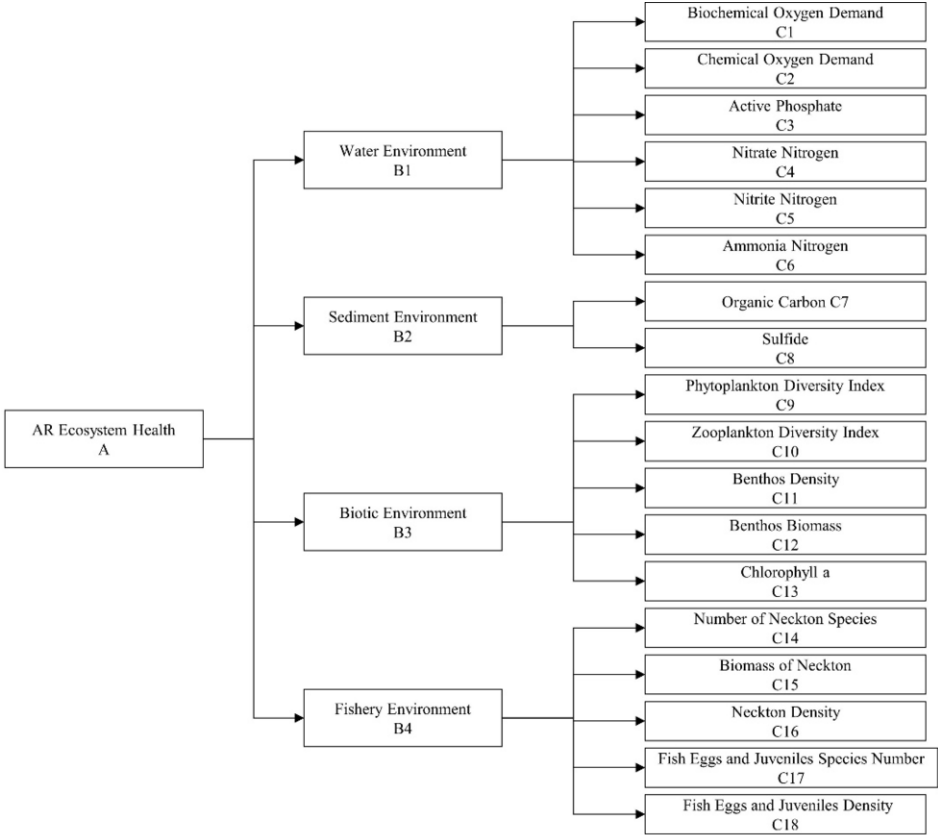 AR Ecosystem Health
A
Water Environment
B1
Sediment Environment
B2
Biotic Environment
B3
Fishery Environment
B4
Biochemical Oxygen Demand
C1
Chemical Oxygen Demand
C2
Active Phosphate
C3
Nitrate Nitrogen
C4
Nitrite Nitrogen
C5
Ammonia Nitrogen
C6
Organic Carbon C7
Sulfide
C8
Phytoplankton Diversity Index
C9
Zooplankton Diversity Index
C10
Benthos Density
C11
Benthos Biomass
C12
Chlorophyll a
C13
Number of Neckton Species
C14
Biomass of Neckton
C15
Neckton Density
C16
Fish Eggs and Juveniles Species Number
C17
Fish Eggs and Juveniles Density
C18